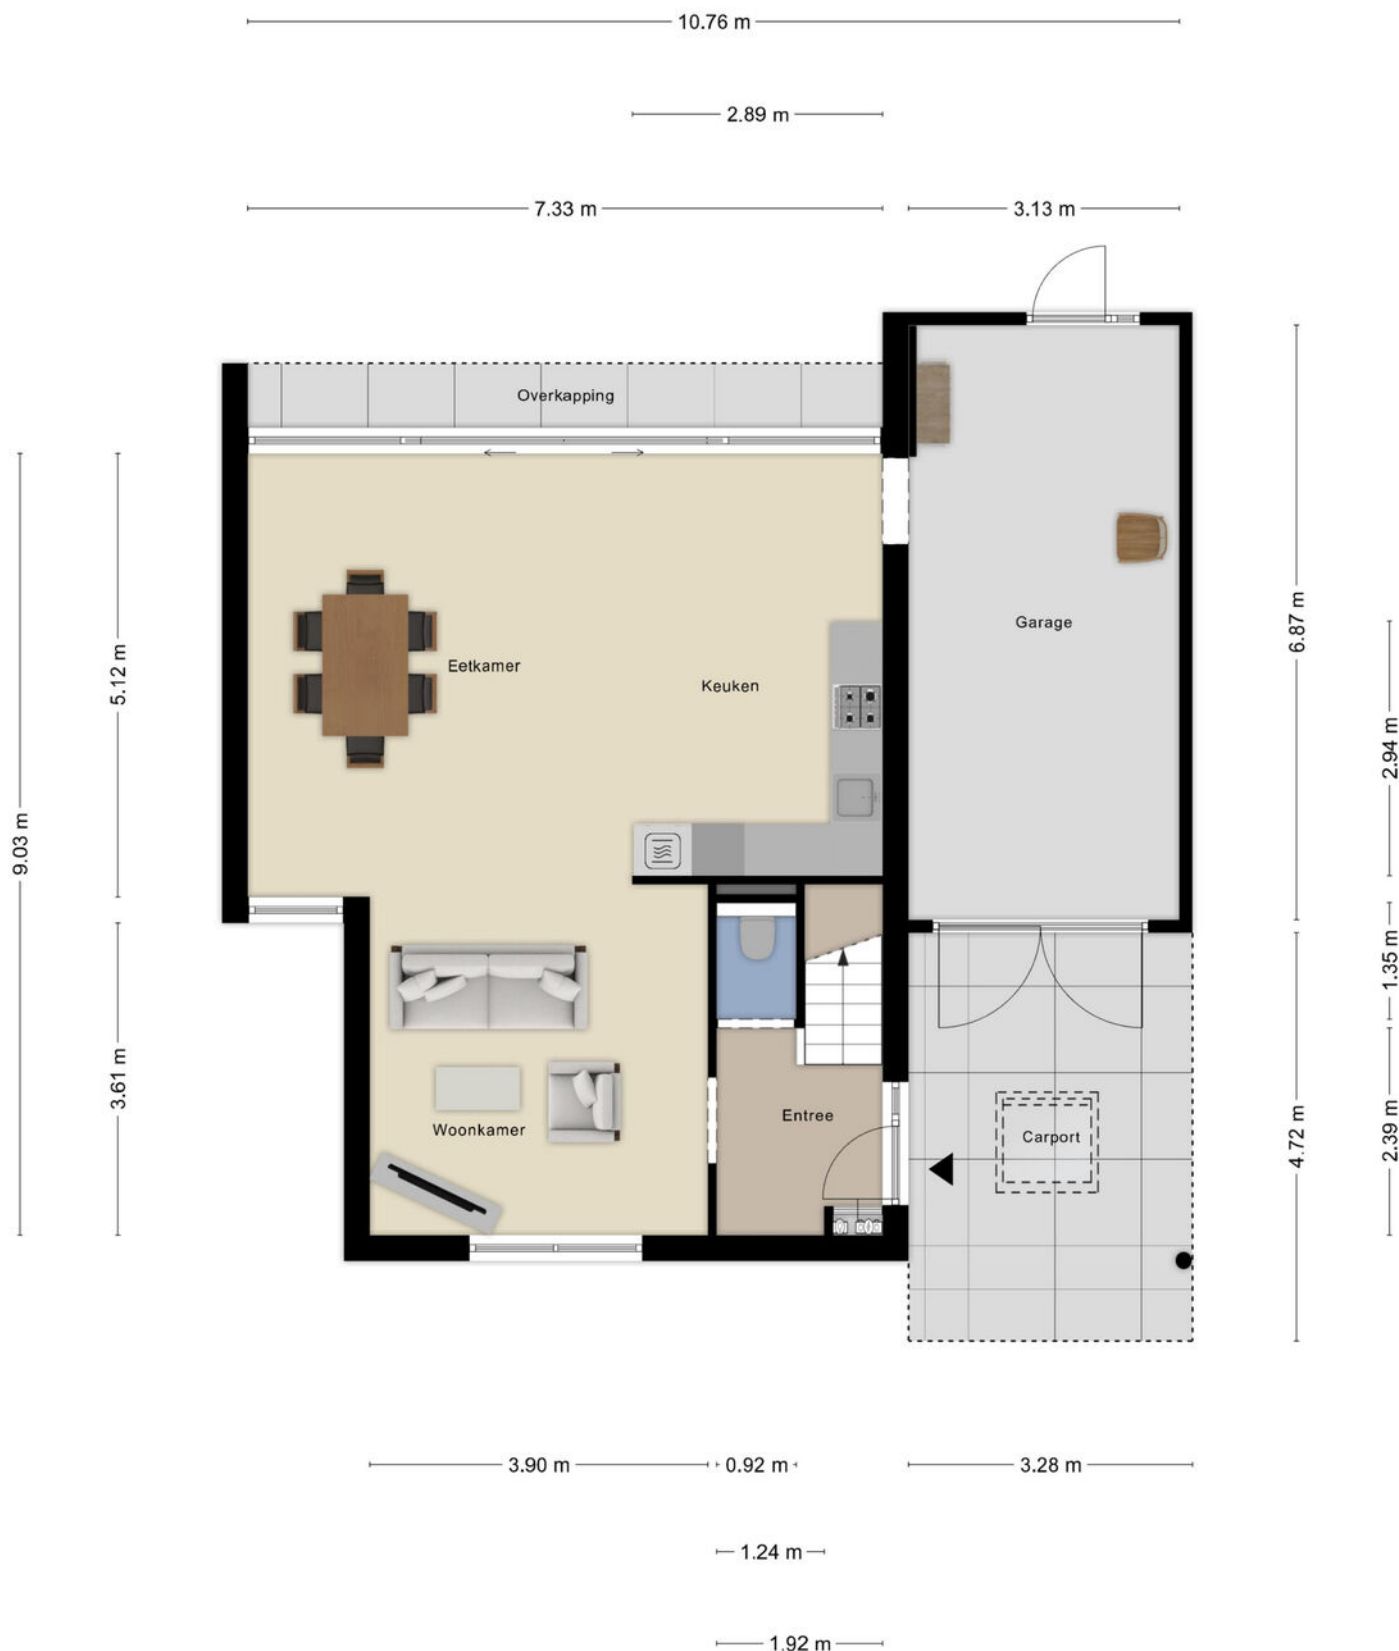 10.76 m
2.89 m
7.33 m
3.13 m
Overkapping
Garage
6.87 m
5.12 m
Eetkamer
Keuken
2.94 m
9.03 m
1.35 m
3.61 m
Woonkamer
Entree
Carport
4.72 m
2.39 m
3.90 m
0.92 m
3.28 m
1.24 m
1.92 m